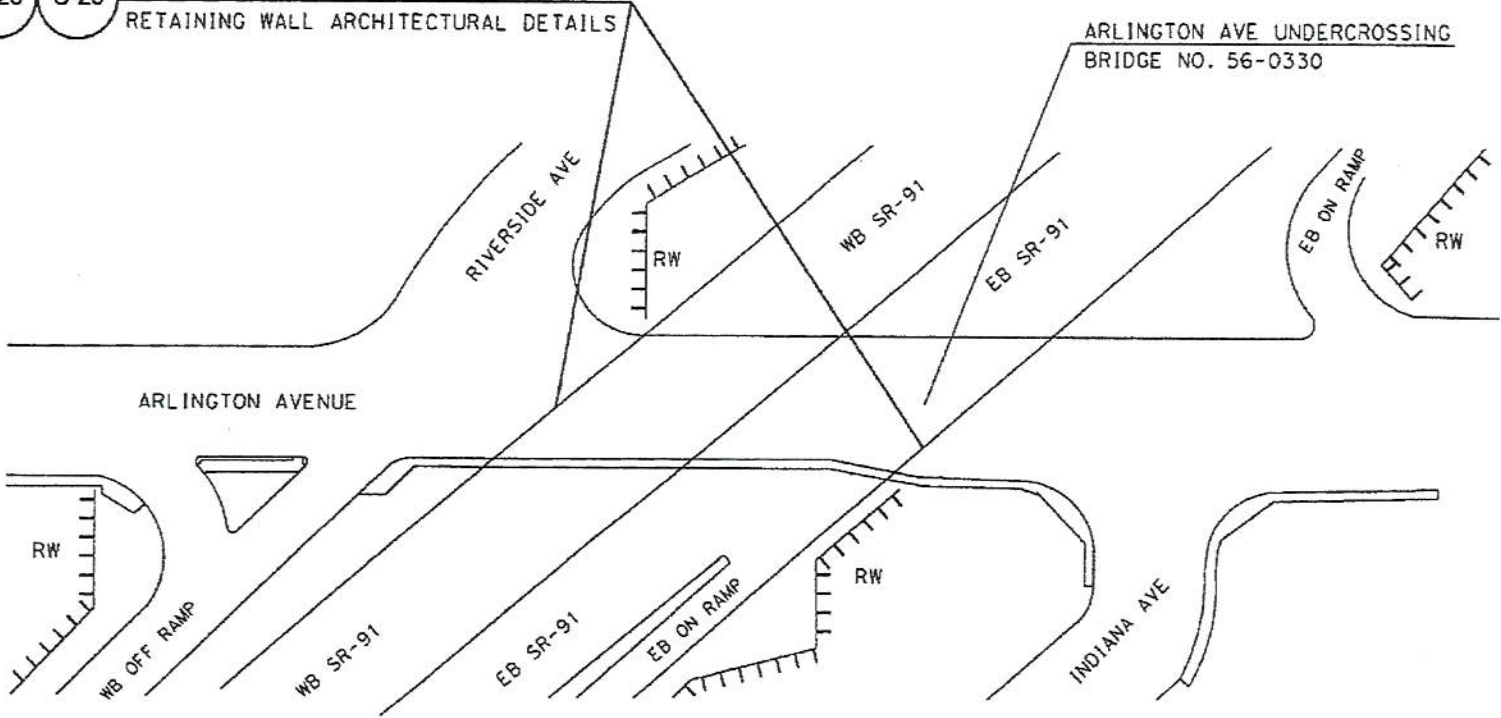 RETAINING WALL ARCHITECTURAL DETAILS
ARLINGTON AVE UNDERCROSSING
BRIDGE NO. 56-0330
RIVERSIDE AVE
WB SR-91
EB SR-91
EB ON RAMP
RW
RW
ARLINGTON AVENUE
RW
RW
WB OFF RAMP
WB SR-91
EB SR-91
EB ON RAMP
INDIANA AVE